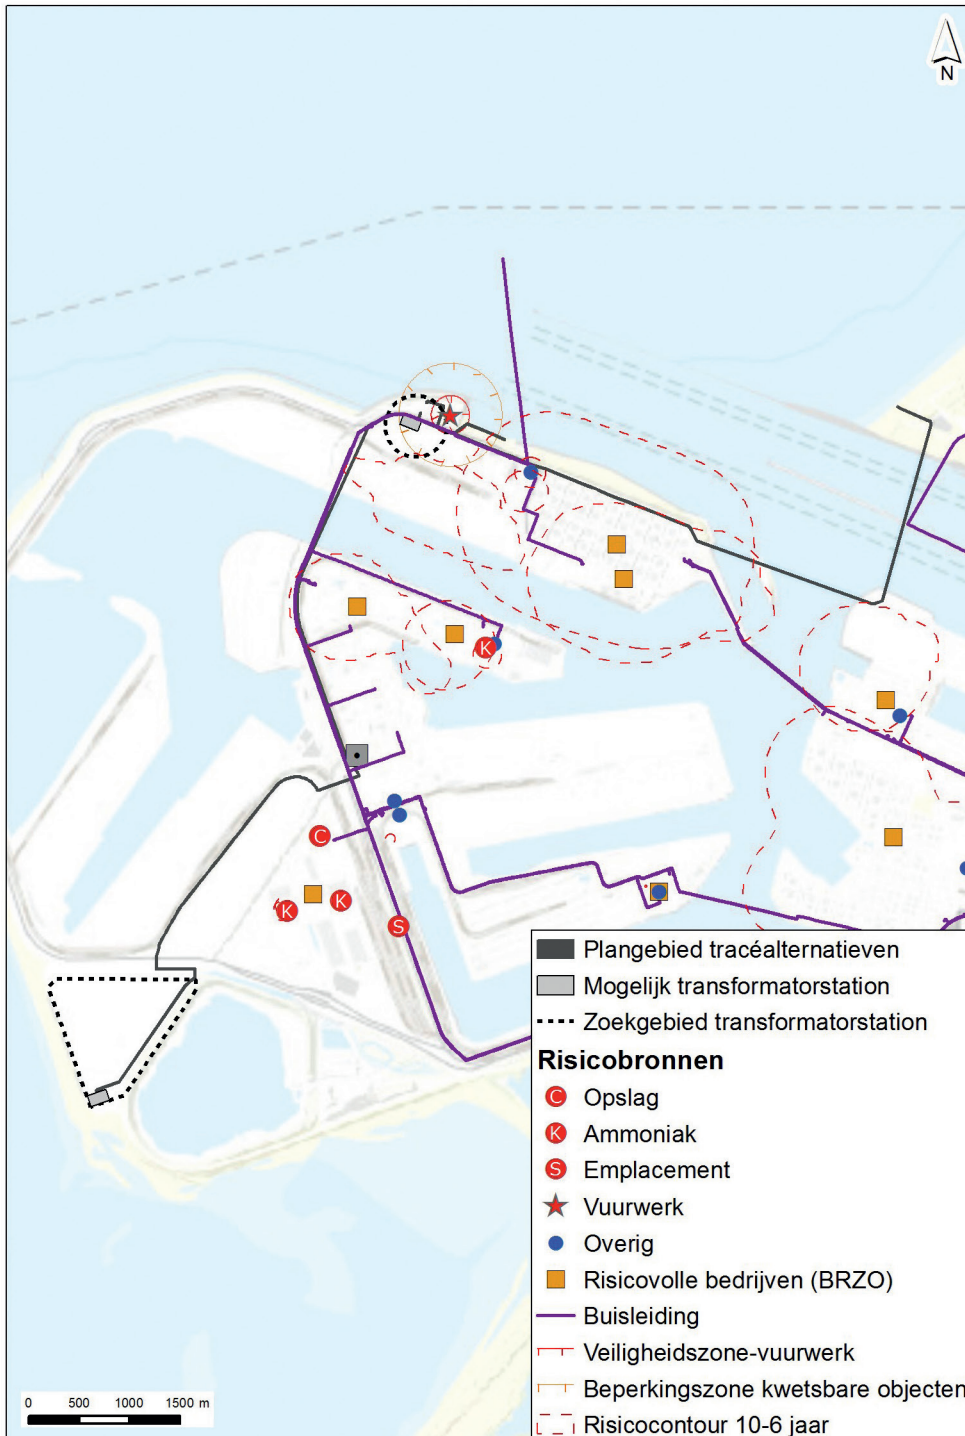 N
K
C
K
K
S
Plangebied tracéalternatieven
Mogelijk transformatorstation
Zoekgebied transformatorstation
Risicobronnen
C Opslag
K Ammoniak
S Emplacement
Vuurwerk
Overig
Risicovolle bedrijven (BRZO)
Buisleiding
Veiligheidszone-vuurwerk
Beperkingszone kwetsbare objecten
Risicocontour 10-6 jaar
0 500 1000 1500 m